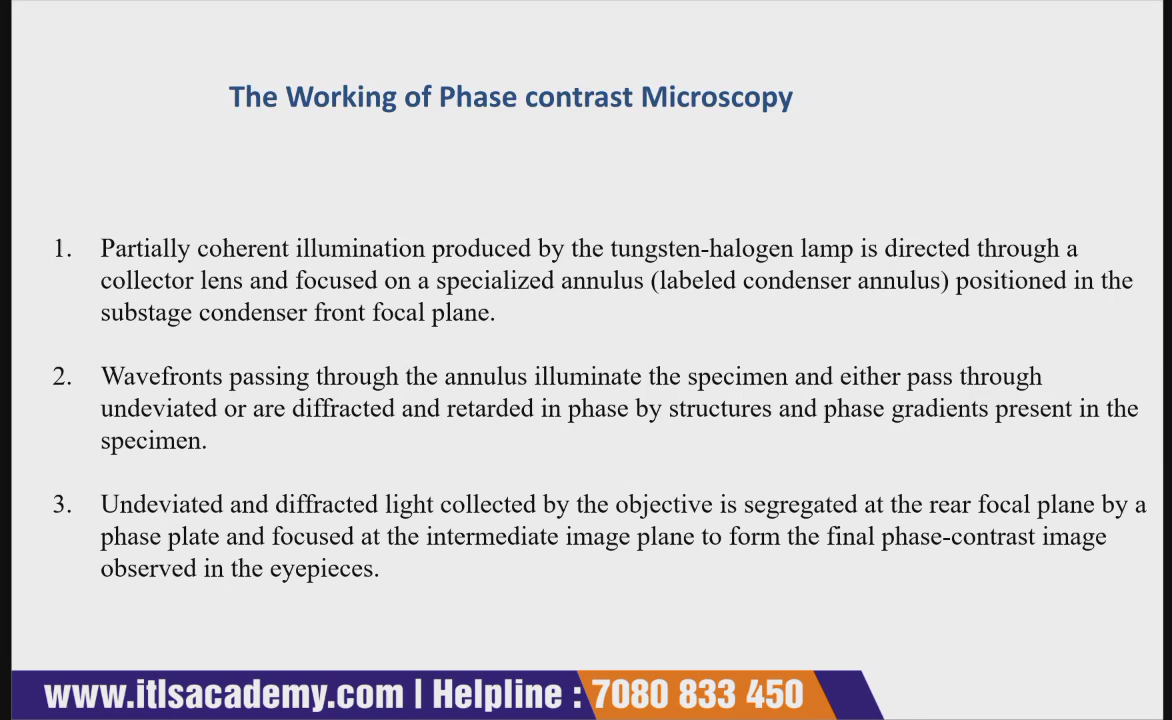 The Working of Phase contrast Microscopy
1. Partially coherent illumination produced by the tungsten-halogen lamp is directed through a
collector lens and focused on a specialized annulus (labeled condenser annulus) positioned in the
substage condenser front focal plane.
2. Wavefronts passing through the annulus illuminate the specimen and either pass through
undeviated or are diffracted and retarded in phase by structures and phase gradients present in the
specimen.
3. Undeviated and diffracted light collected by the objective is segregated at the rear focal plane by a
phase plate and focused at the intermediate image plane to form the final phase-contrast image
observed in the eyepieces.
www.itlsacademy.com | Helpline : 7080 833 450